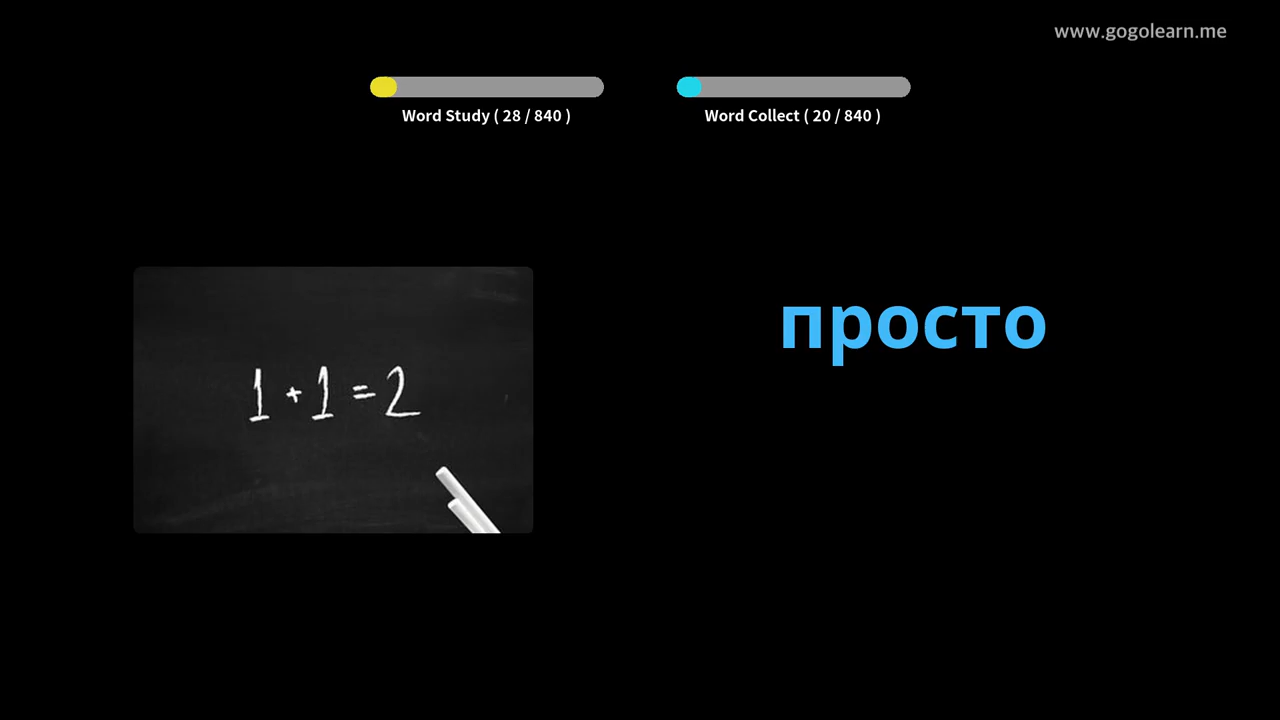 www.gogolearn.me
Word Study ( 28 / 840 )
Word Collect ( 20 / 840 )
1 + 1 = 2
просто